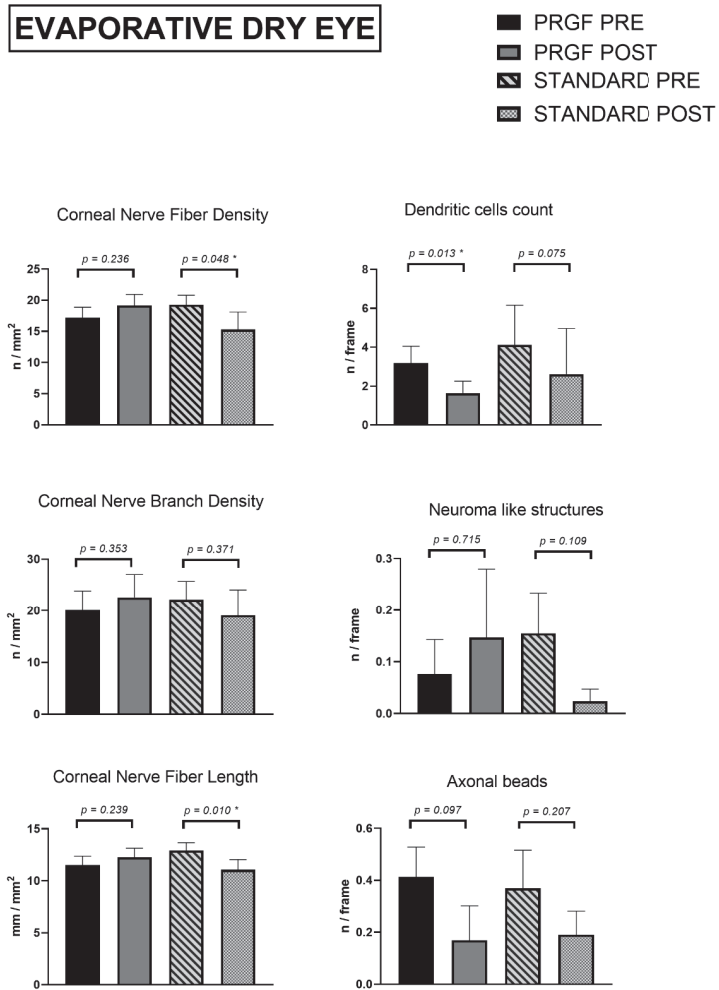 EVAPORATIVE DRY EYE
PRGF PRE
PRGF POST
STANDARD PRE
STANDARD POST
Corneal Nerve Fiber Density
p = 0.236
p = 0.048 *
25
20
15
10
5
0
n / mm²
Dendritic cells count
p = 0.013 *
p = 0.075
8
6
4
2
0
n / frame
Corneal Nerve Branch Density
p = 0.353
p = 0.371
30
20
10
0
n / mm²
Neuroma like structures
p = 0.715
p = 0.109
0.3
0.2
0.1
0.0
n / frame
Corneal Nerve Fiber Length
p = 0.239
p = 0.010 *
15
10
5
0
mm / mm²
Axonal beads
p = 0.097
p = 0.207
0.6
0.4
0.2
0.0
n / frame